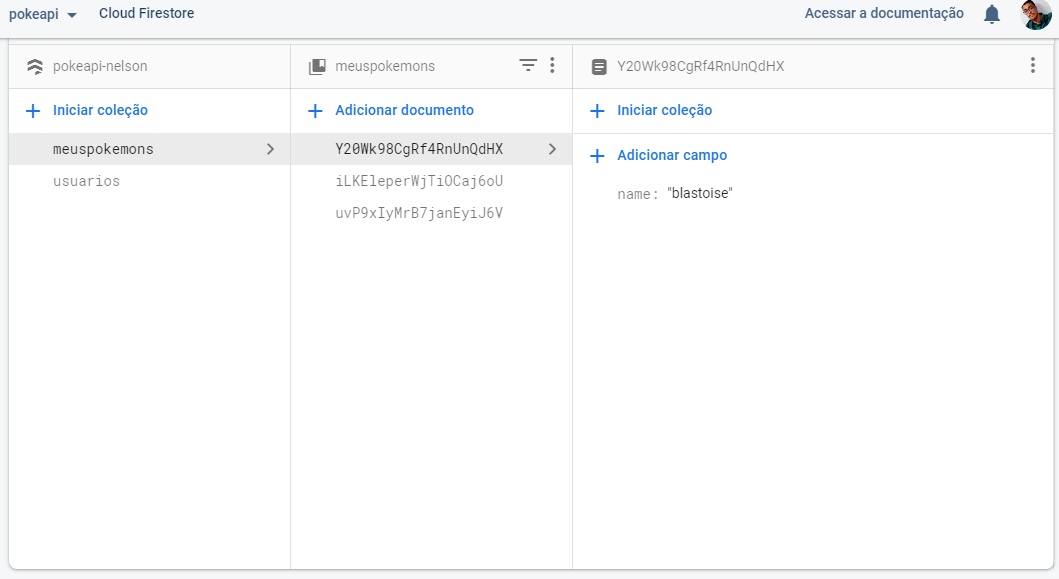 pokeapi Cloud Firestore Acessar a documentação
pokeapi-nelson
Iniciar coleção
meuspokemons
usuarios
meuspokemons
Adicionar documento
Y20Wk98CgRf4RnUnQdHX
iLKEleperWjTiOCaj6oU
uvP9xIyMrB7janEyiJ6V
Y20Wk98CgRf4RnUnQdHX
Iniciar coleção
Adicionar campo
name: "blastoise"